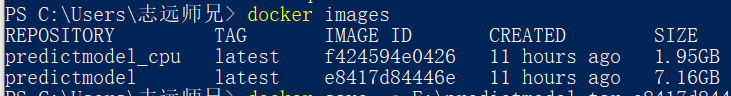 PS C:\Users\志远师兄> docker images
REPOSITORY TAG IMAGE ID CREATED SIZE
predictmodel_cpu latest f424594e0426 11 hours ago 1.95GB
predictmodel latest e8417d84446e 11 hours ago 7.16GB